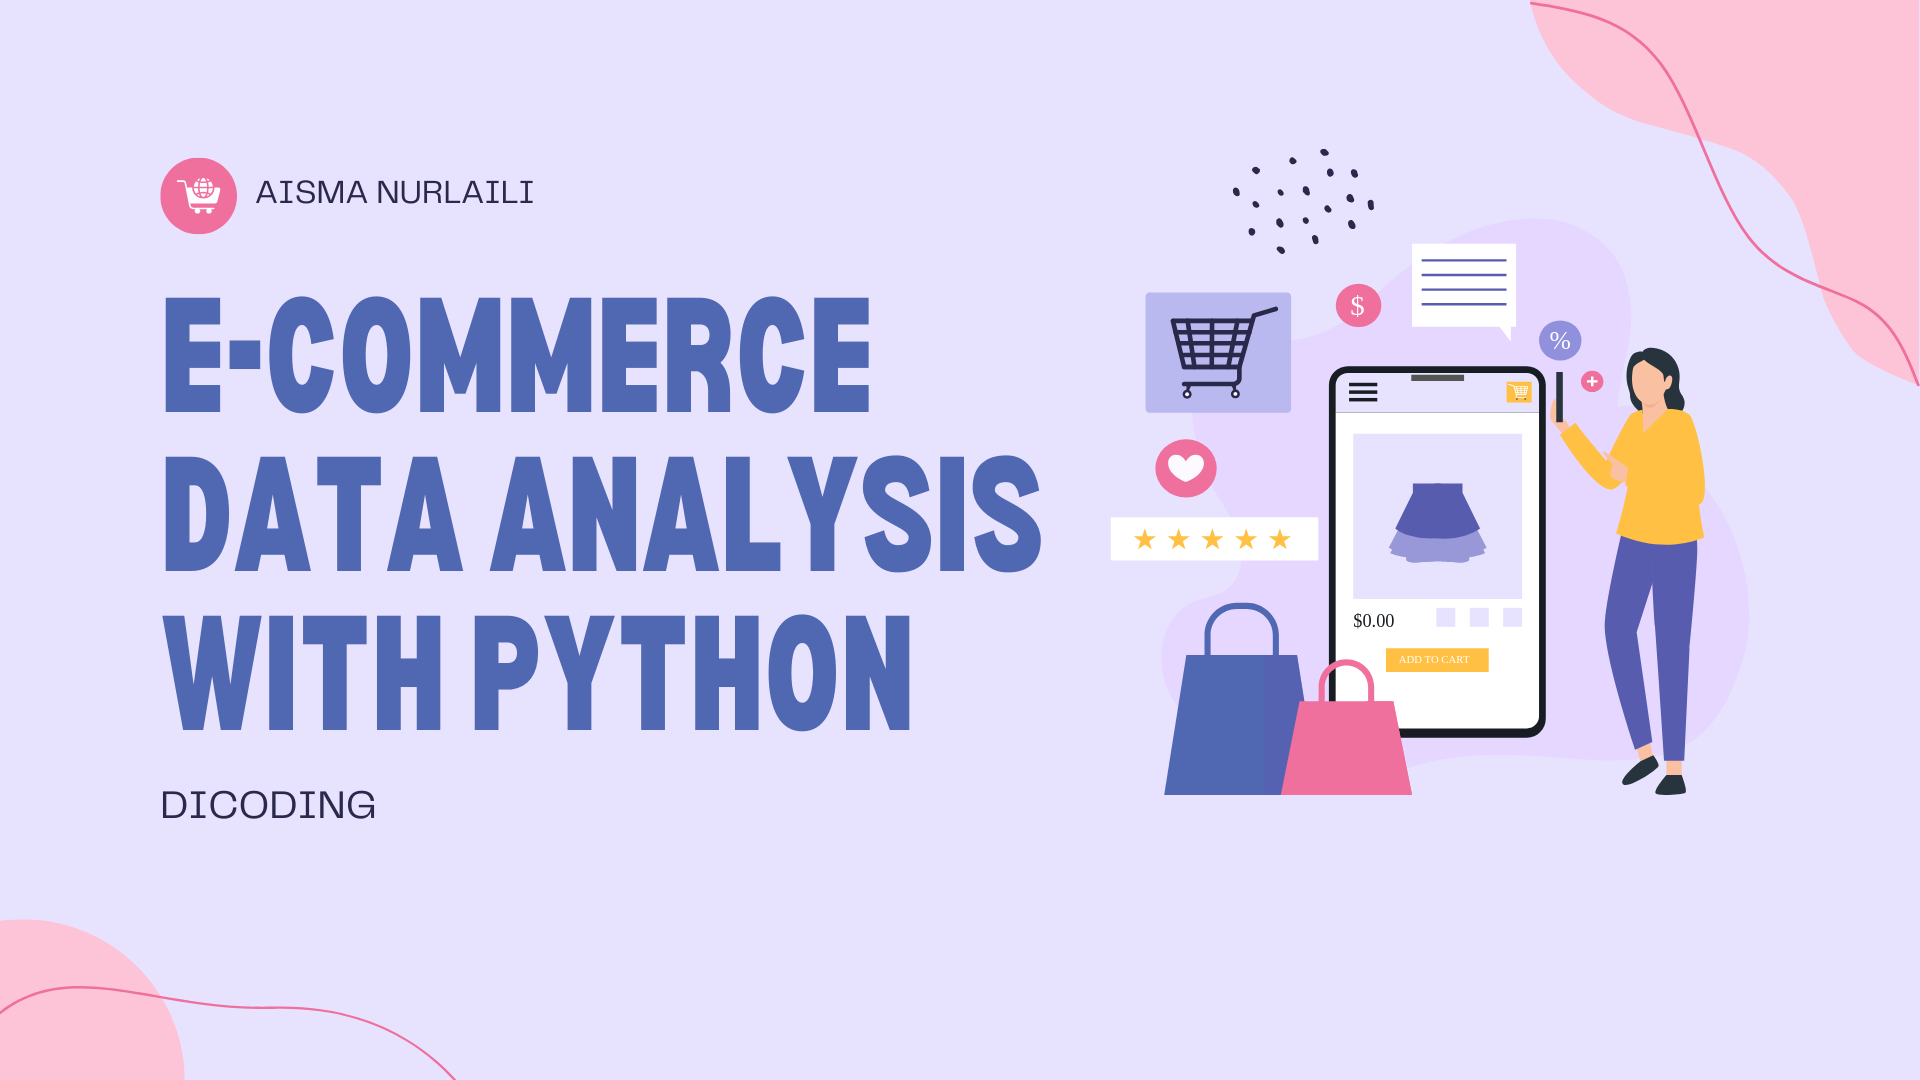 AISMA NURLAILI
E-COMMERCE
DATA ANALYSIS
WITH PYTHON
DICODING
$
%
$0.00
ADD TO CART